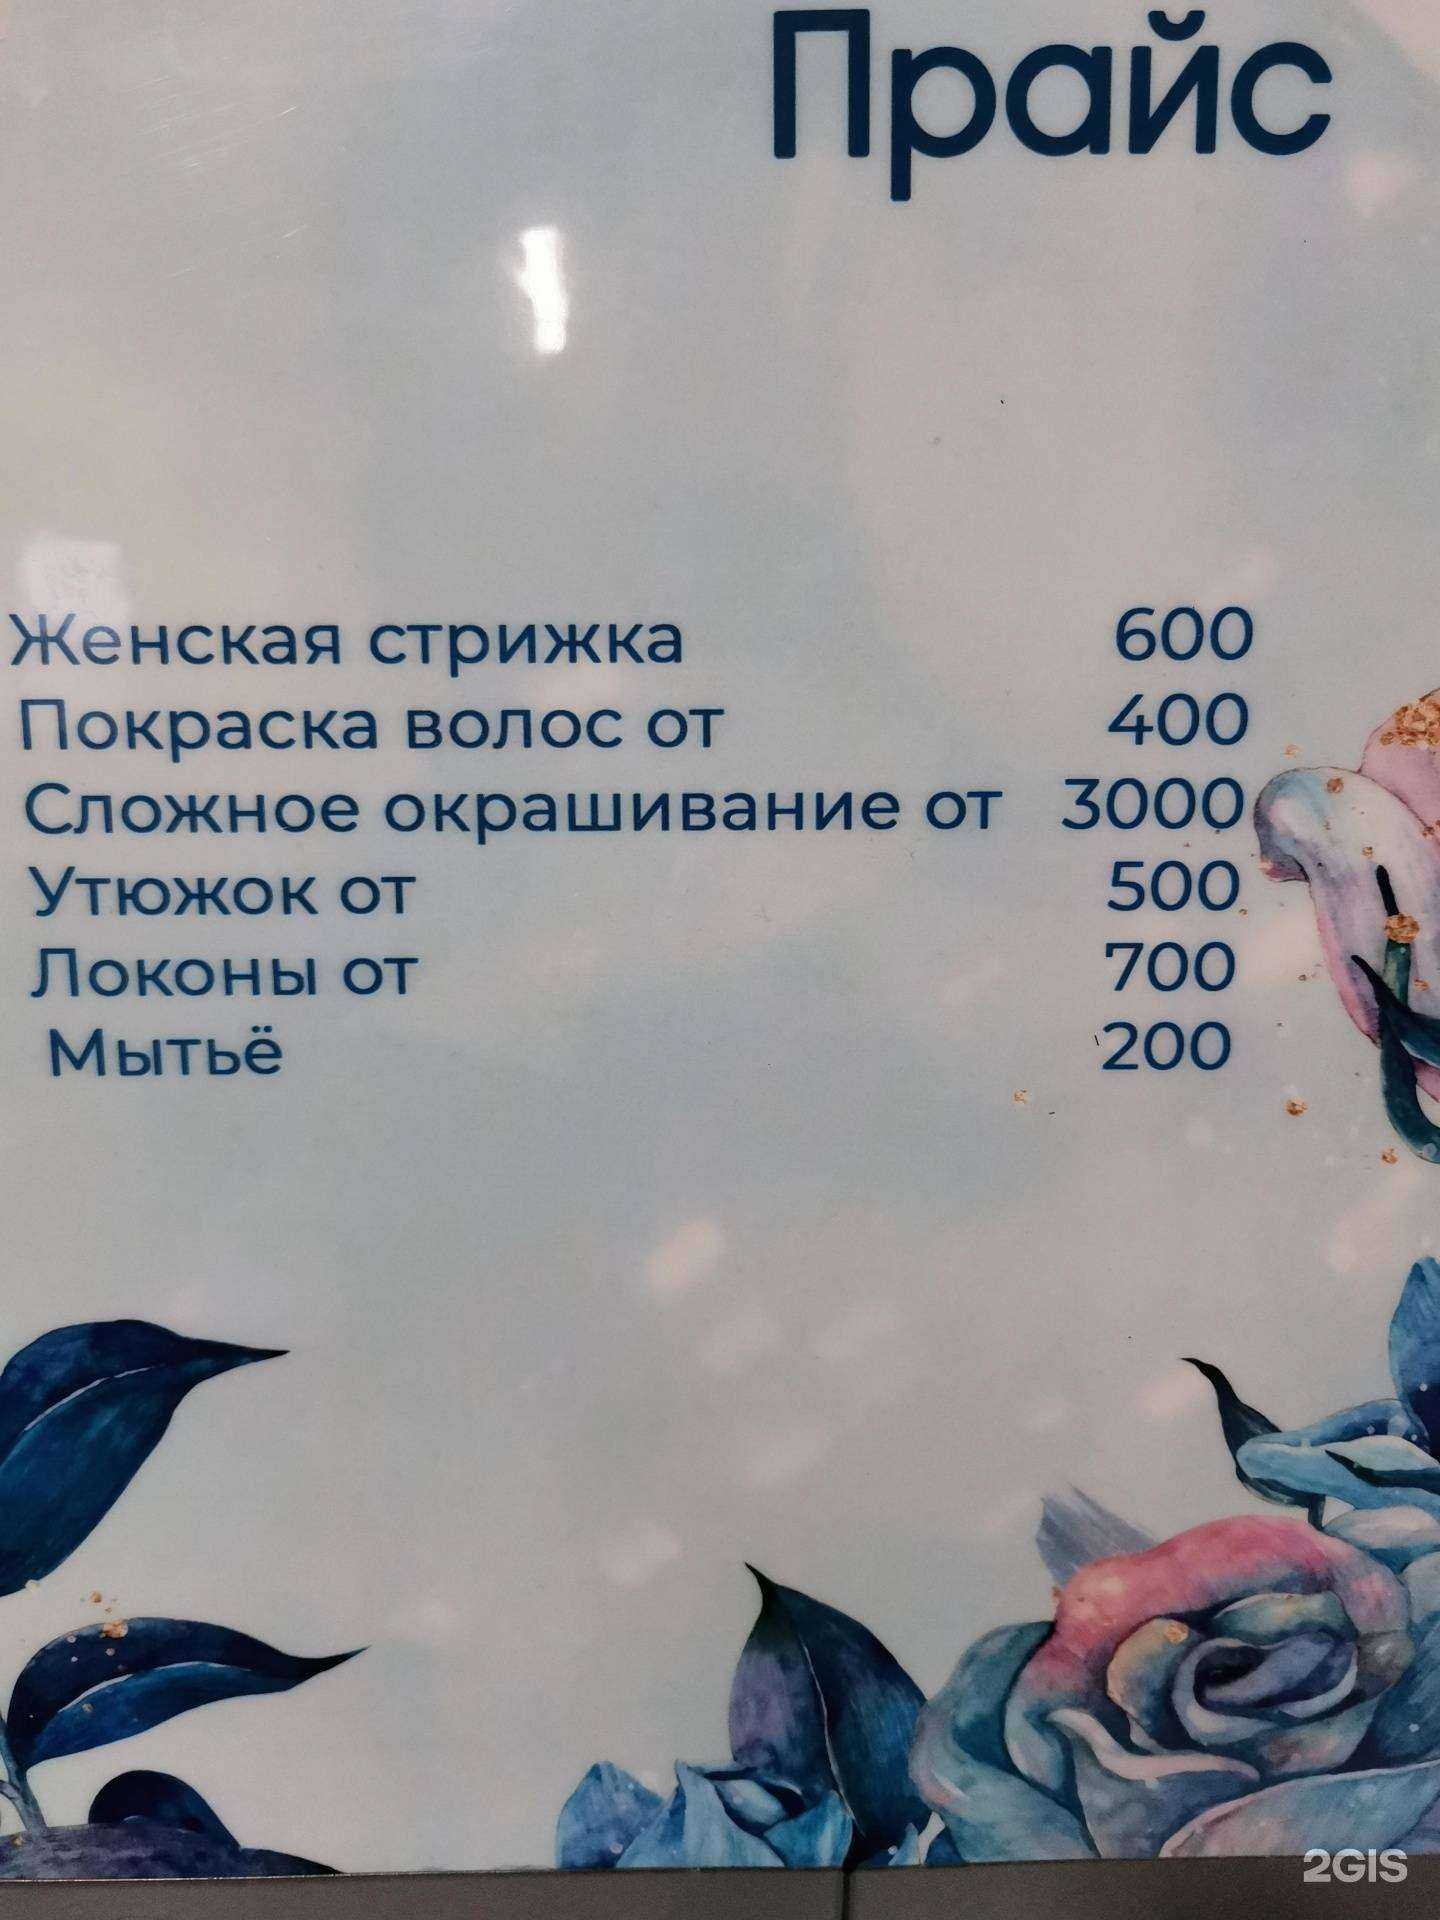 Прайс
Женская стрижка 600
Покраска волос от 400
Сложное окрашивание от 3000
Утюжок от 500
Локоны от 700
Мытьё 200
2GIS